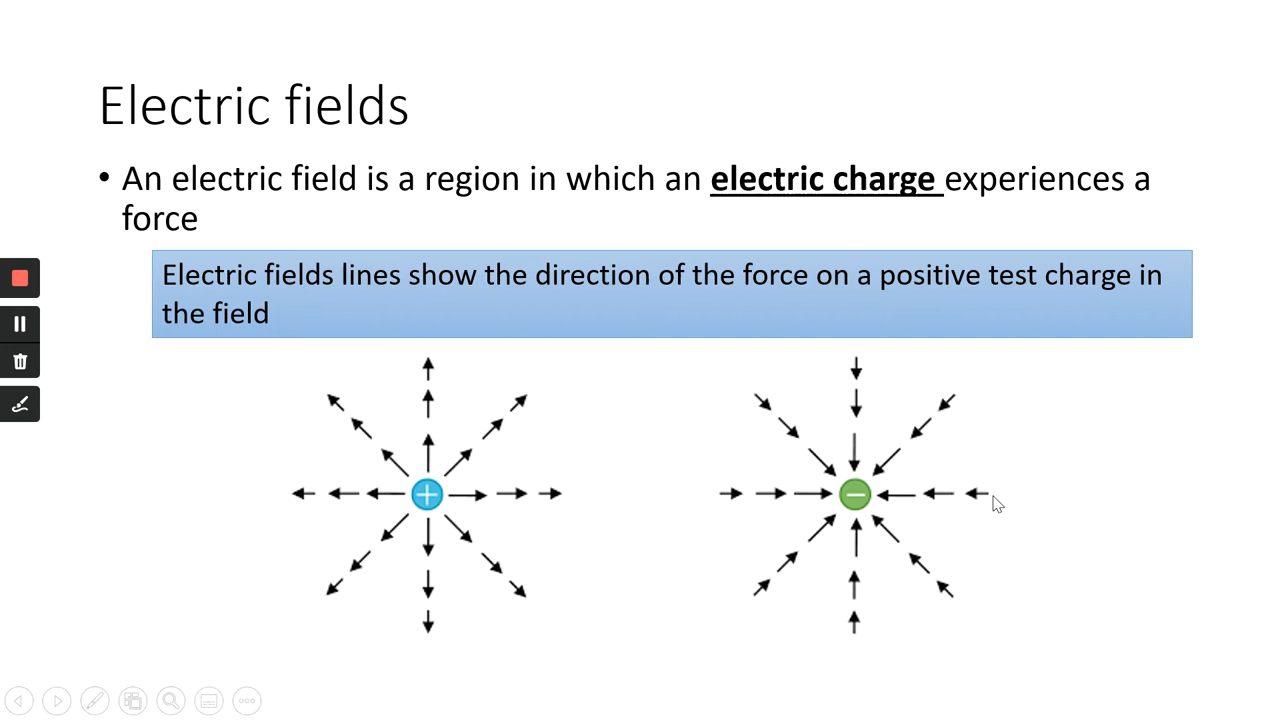 Electric fields
• An electric field is a region in which an electric charge experiences a
force
Electric fields lines show the direction of the force on a positive test charge in
the field
+
−